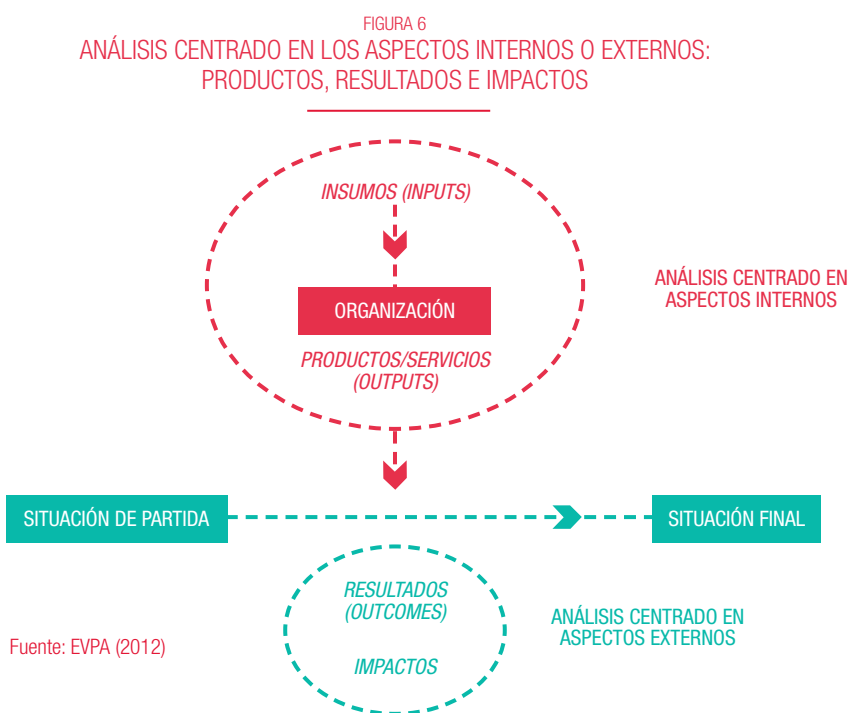 FIGURA 6
ANÁLISIS CENTRADO EN LOS ASPECTOS INTERNOS O EXTERNOS:
PRODUCTOS, RESULTADOS E IMPACTOS
INSUMOS (INPUTS)
ORGANIZACIÓN
PRODUCTOS/SERVICIOS
(OUTPUTS)
ANÁLISIS CENTRADO EN
ASPECTOS INTERNOS
SITUACIÓN DE PARTIDA
SITUACIÓN FINAL
RESULTADOS
(OUTCOMES)
IMPACTOS
ANÁLISIS CENTRADO EN
ASPECTOS EXTERNOS
Fuente: EVPA (2012)